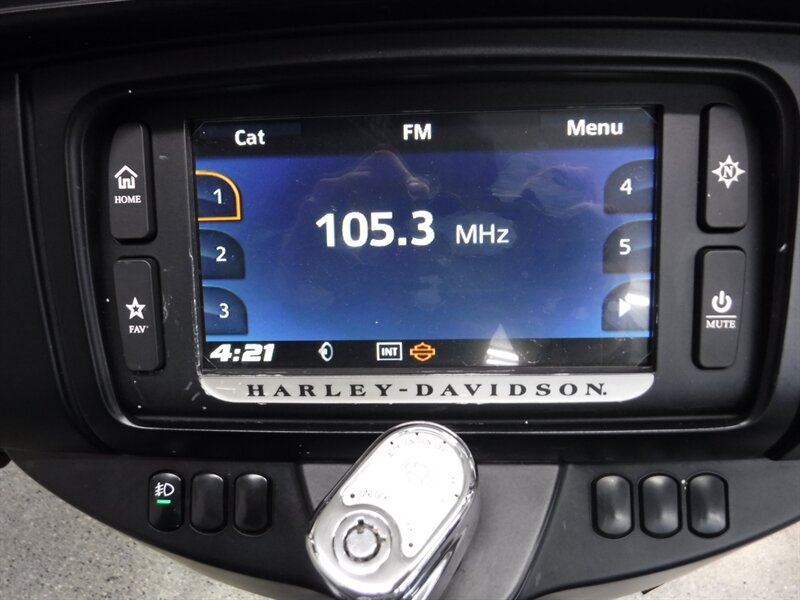 Cat FM Menu
HOME
1
4
N
105.3 MHz
2
5
FAV
3
MUTE
4:21 INT
HARLEY-DAVIDSON.